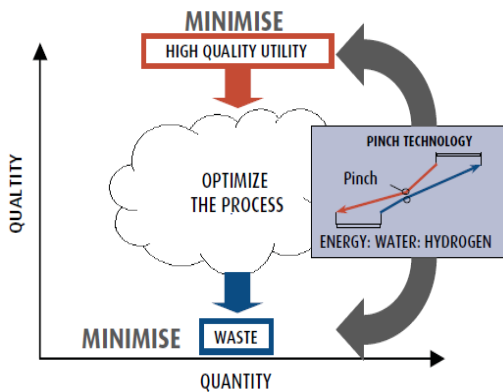 MINIMISE
HIGH QUALITY UTILITY
PINCH TECHNOLOGY
Pinch
ENERGY: WATER: HYDROGEN
OPTIMIZE
THE PROCESS
QUALTITY
MINIMISE
WASTE
QUANTITY